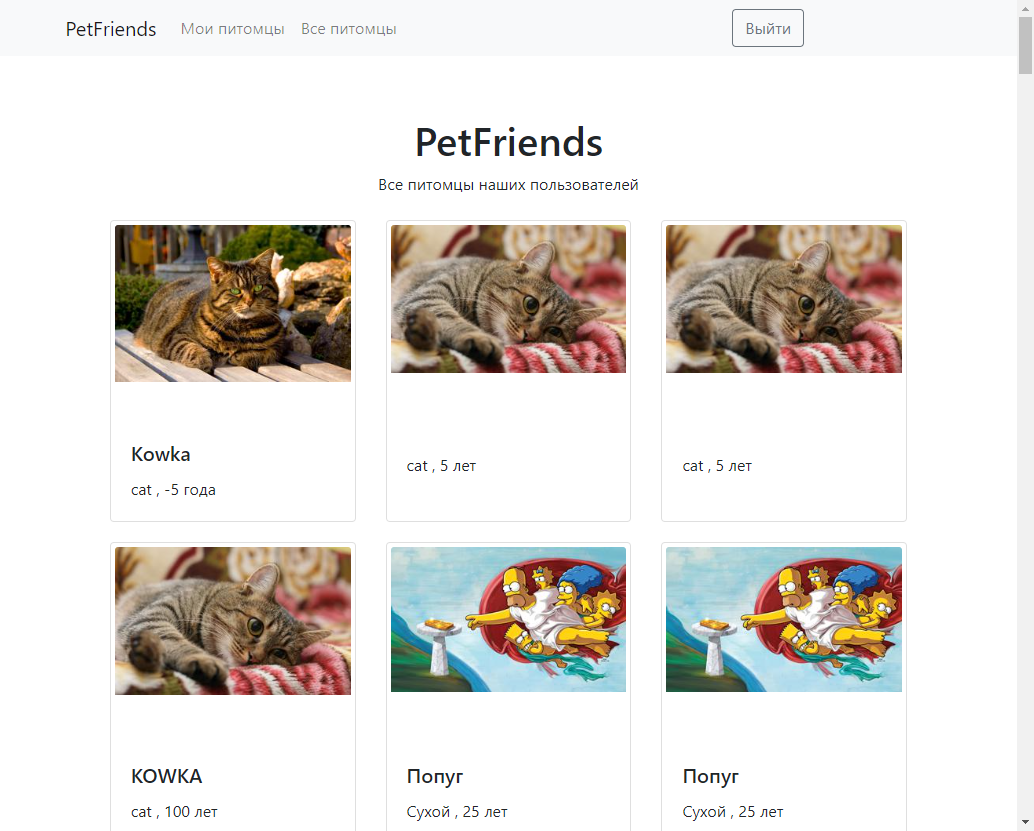 PetFriends Мои питомцы Все питомцы Выйти
PetFriends
Все питомцы наших пользователей
Kowka
cat , -5 года
cat , 5 лет
cat , 5 лет
KOWKA
cat , 100 лет
Попуг
Сухой , 25 лет
Попуг
Сухой , 25 лет